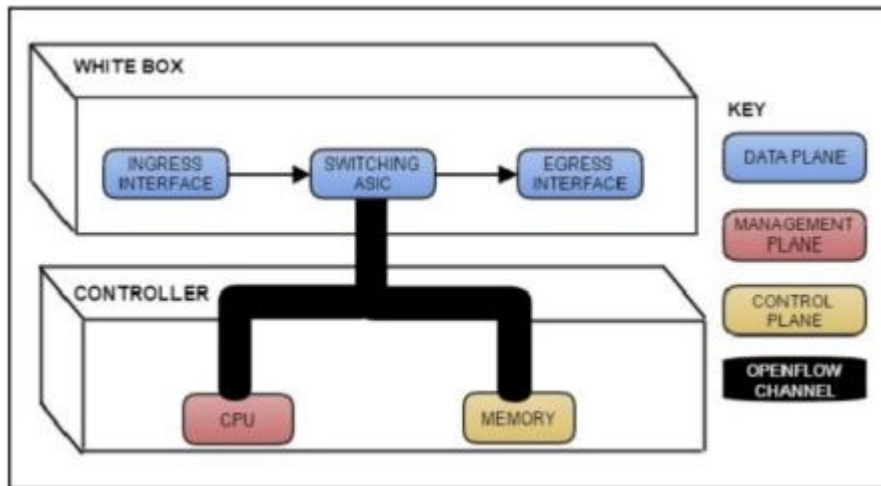 WHITE BOX
INGRESS
INTERFACE
SWITCHING
ASIC
EGRESS
INTERFACE
CONTROLLER
CPU
MEMORY
KEY
DATA PLANE
MANAGEMENT
PLANE
CONTROL
PLANE
OPENFLOW
CHANNEL